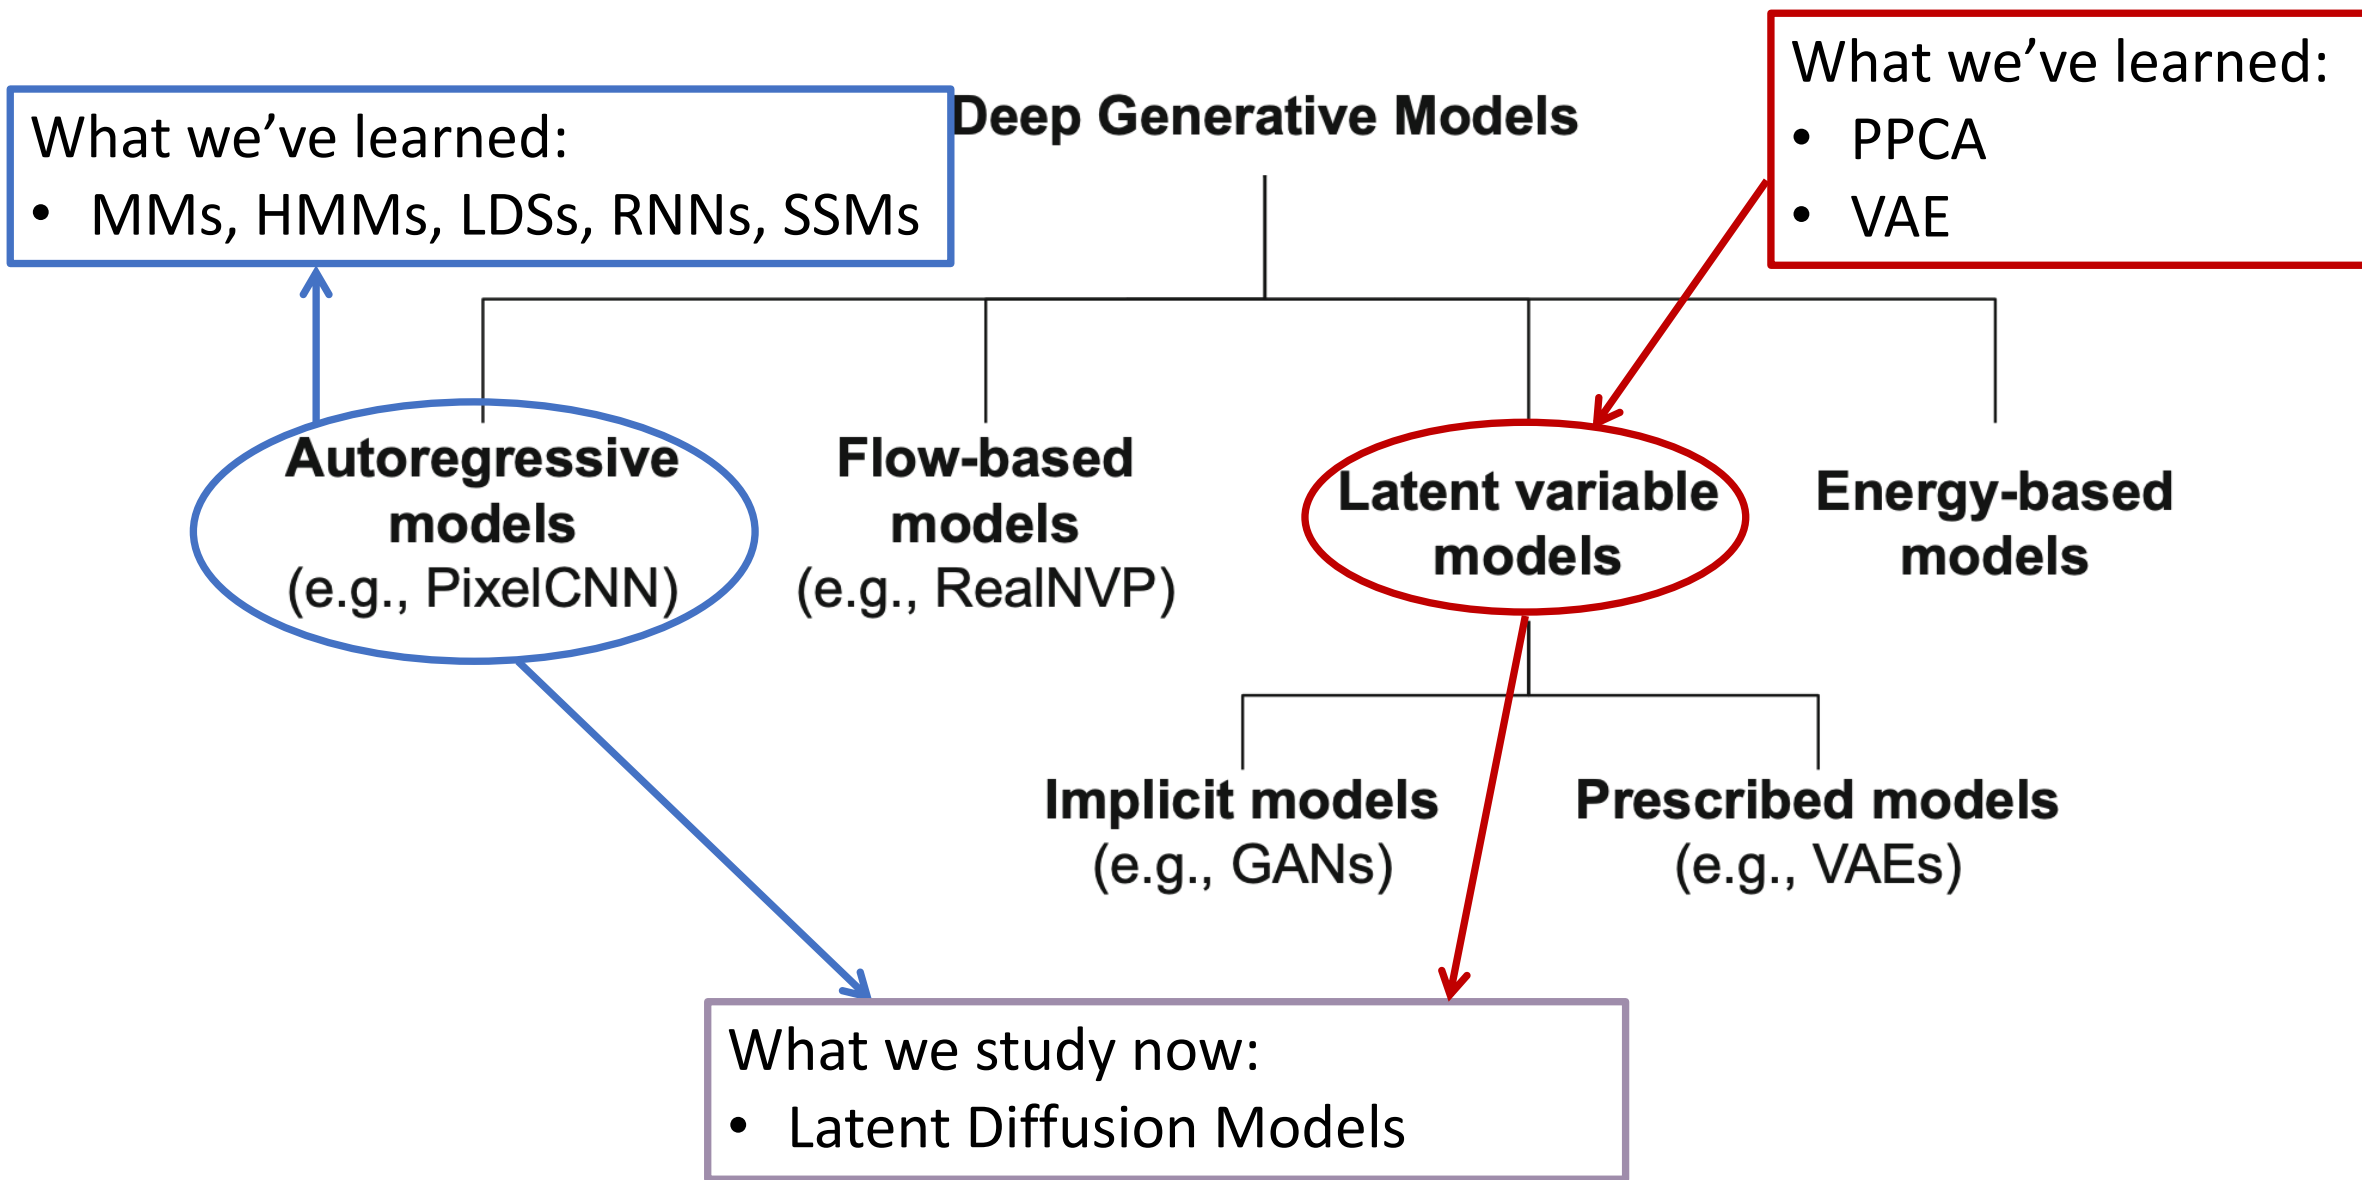 What we’ve learned:
• PPCA
• VAE
What we’ve learned:
• MMs, HMMs, LDSs, RNNs, SSMs
Deep Generative Models
Autoregressive
models
(e.g., PixelCNN)
Flow-based
models
(e.g., RealNVP)
Latent variable
models
Energy-based
models
Implicit models
(e.g., GANs)
Prescribed models
(e.g., VAEs)
What we study now:
• Latent Diffusion Models